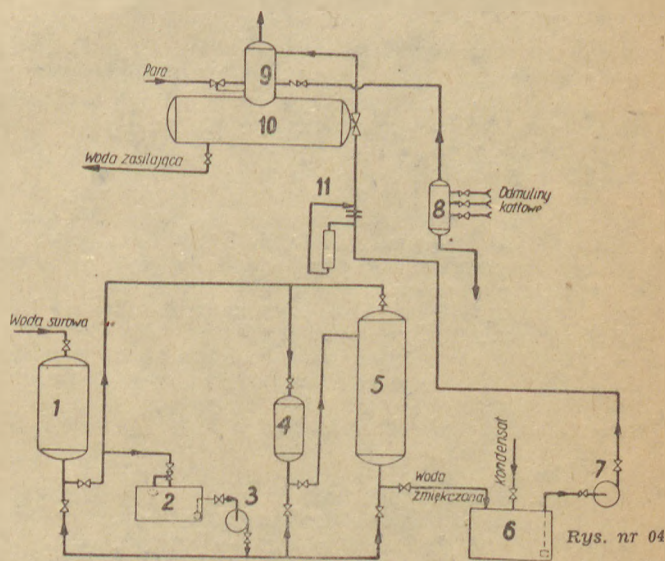 Para
9
10
Woda zasilająca
11
8
Odmuliny
kotłowe
Woda surowa
1
5
4
kondensat
7
2
3
Woda
zmiękczona
6
Rys. nr 04